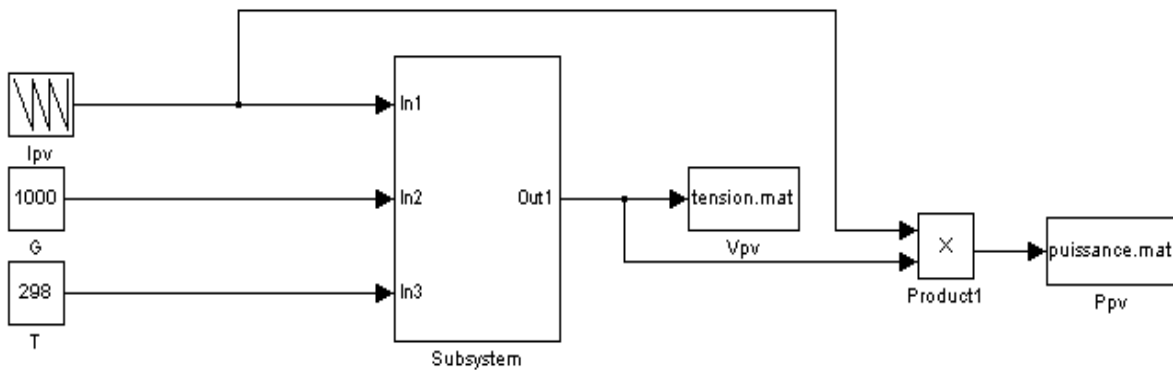 Ipv
1000
G
298
T
In1
In2
In3
Out1
Subsystem
tension.mat
Vpv
×
Product1
puissance.mat
Ppv